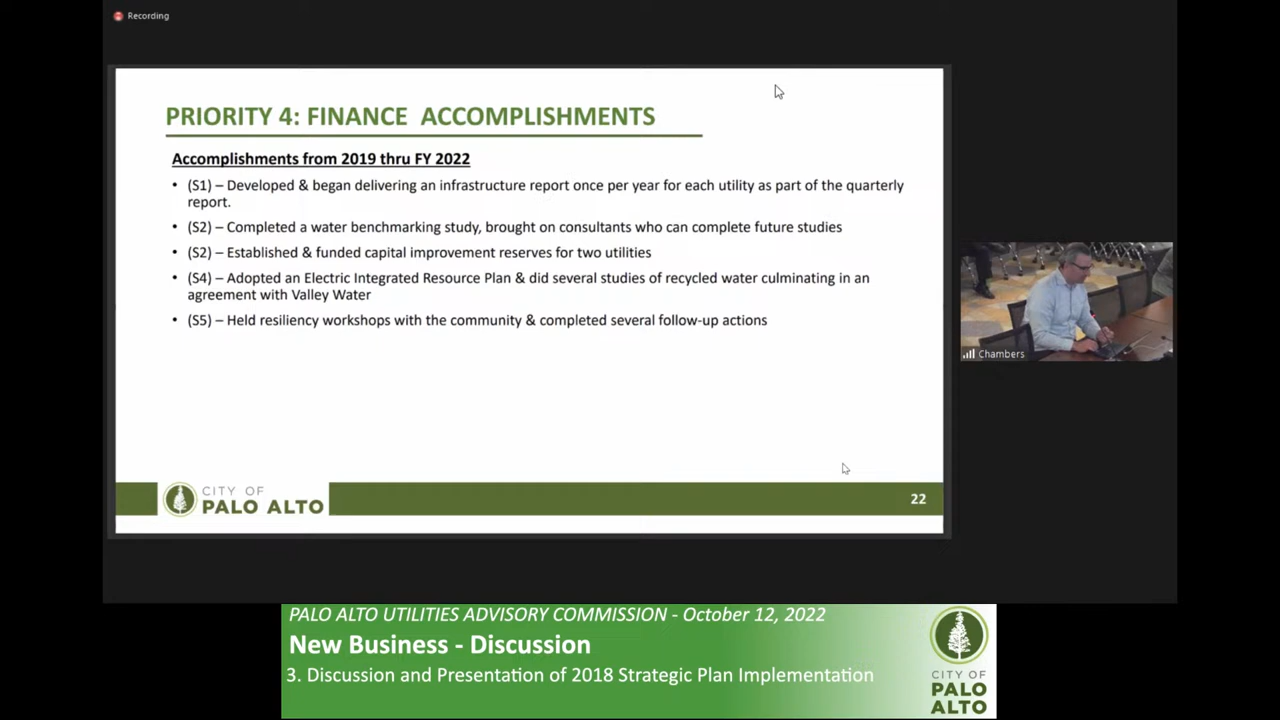 Recording
PRIORITY 4: FINANCE ACCOMPLISHMENTS
Accomplishments from 2019 thru FY 2022
• (S1) – Developed & began delivering an infrastructure report once per year for each utility as part of the quarterly
report.
• (S2) – Completed a water benchmarking study, brought on consultants who can complete future studies
• (S2) – Established & funded capital improvement reserves for two utilities
• (S4) – Adopted an Electric Integrated Resource Plan & did several studies of recycled water culminating in an
agreement with Valley Water
• (S5) – Held resiliency workshops with the community & completed several follow-up actions
CITY OF
PALO ALTO
22
Chambers
PALO ALTO UTILITIES ADVISORY COMMISSION - October 12, 2022
New Business - Discussion
3. Discussion and Presentation of 2018 Strategic Plan Implementation
CITY OF
PALO
ALTO